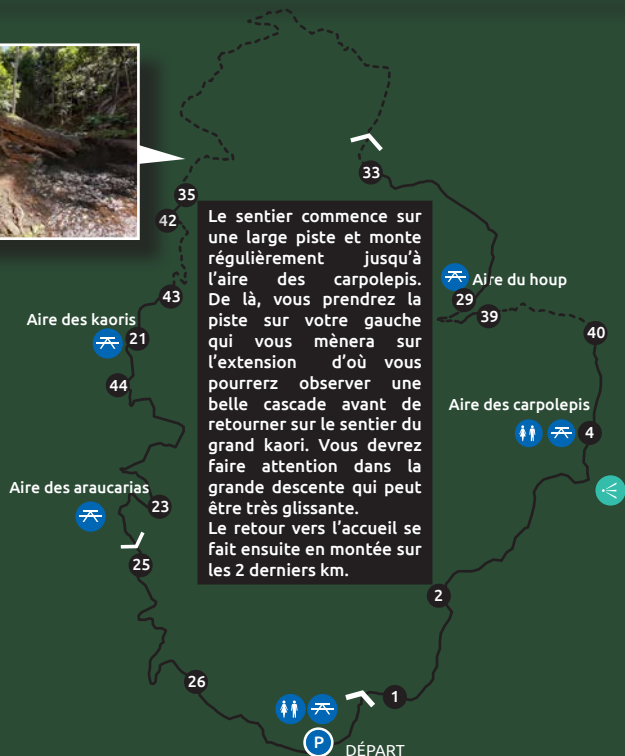 33
35
42
Le sentier commence sur
une large piste et monte
régulièrement jusqu'à
l'aire des carpolepis.
De là, vous prendrez la
piste sur votre gauche
qui vous mènera sur
l'extension d'où vous
pourrerz observer une
belle cascade avant de
retourner sur le sentier du
grand kaori. Vous devrez
faire attention dans la
grande descente qui peut
être très glissante.
Le retour vers l'accueil se
fait ensuite en montée sur
les 2 derniers km.
Aire du houp
29
39
43
Aire des kaoris
21
40
44
Aire des carpolepis
4
Aire des araucarias
23
25
2
26
1
P
DÉPART